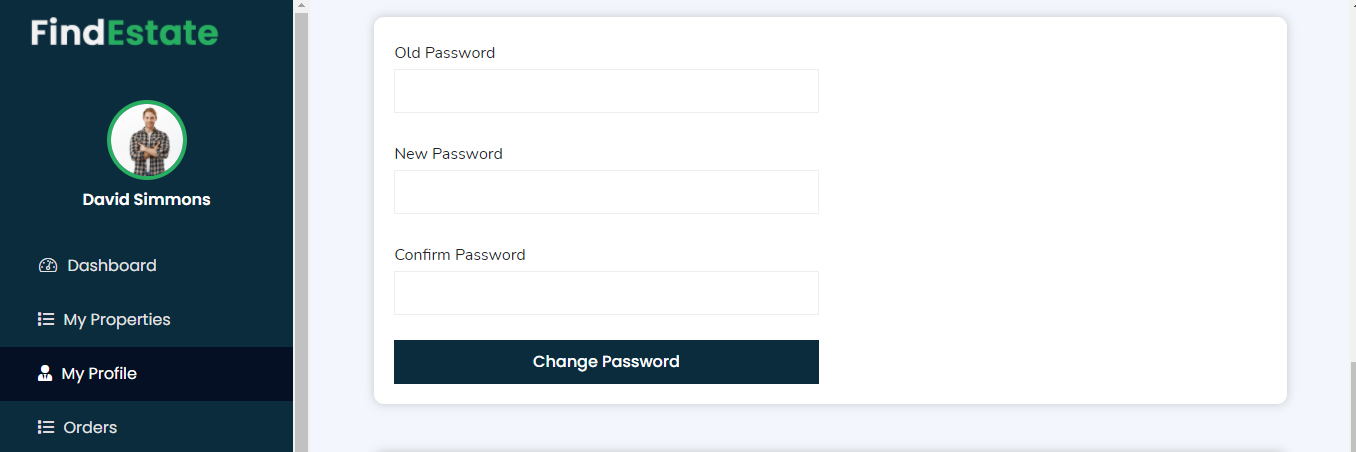 FindEstate
David Simmons
Dashboard
My Properties
My Profile
Orders
Old Password
New Password
Confirm Password
Change Password